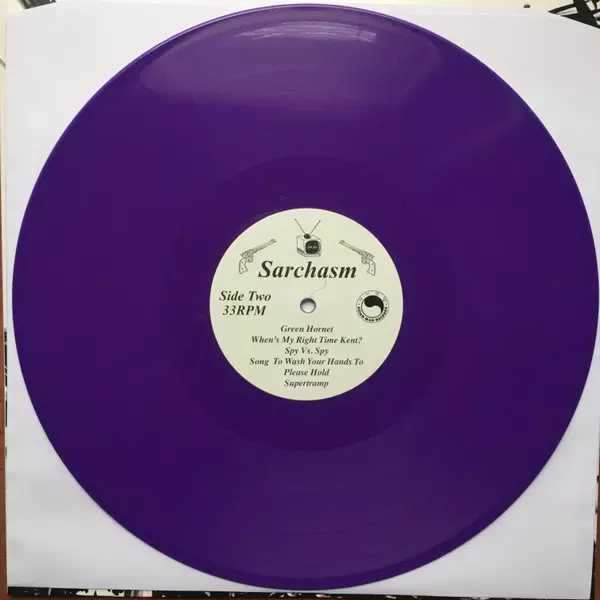 Sarchasm
Side Two
33RPM
Green Hornet
When's My Right Time Kent?
Spy Vs. Spy
Song To Wash Your Hands To
Please Hold
Supertramp